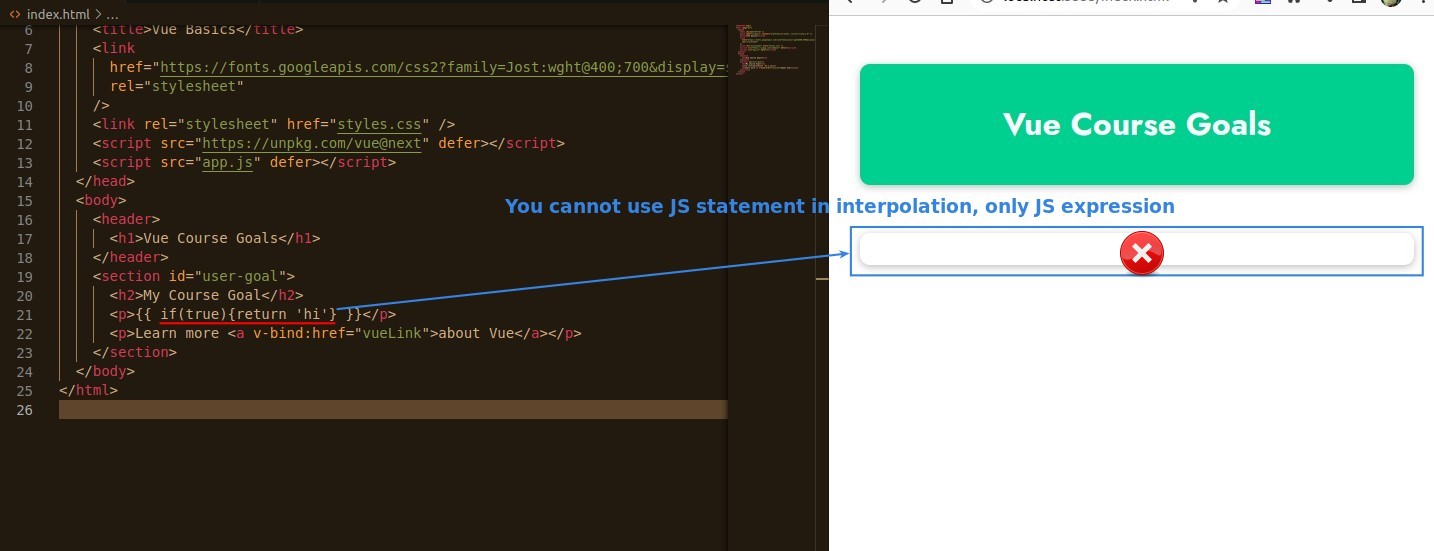 index.html > ...
6 <title>Vue Basics</title>
7 <link
8 href="https://fonts.googleapis.com/css2?family=Jost:wght@400;700&display=s
9 rel="stylesheet"
10 />
11 <link rel="stylesheet" href="styles.css" />
12 <script src="https://unpkg.com/vue@next" defer></script>
13 <script src="app.js" defer></script>
14 </head>
15 <body>
16 <header>
17 <h1>Vue Course Goals</h1>
18 </header>
19 <section id="user-goal">
20 <h2>My Course Goal</h2>
21 <p>{{ if(true){return 'hi'} }}</p>
22 <p>Learn more <a v-bind:href="vueLink">about Vue</a></p>
23 </section>
24 </body>
25 </html>
26
You cannot use JS statement in interpolation, only JS expression
Vue Course Goals